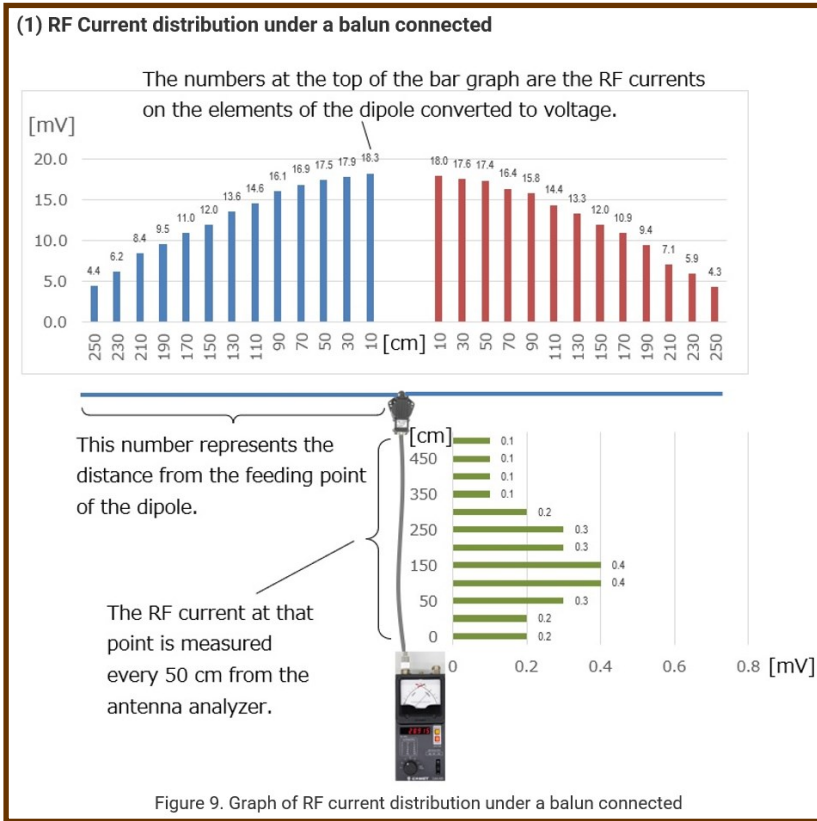 (1) RF Current distribution under a balun connected
The numbers at the top of the bar graph are the RF currents
on the elements of the dipole converted to voltage.
[mV]
20.0
15.0
10.0
5.0
0.0
4.4 6.2 8.4 9.5 11.0 12.0 13.6 14.6 16.1 16.9 17.5 17.9 18.3
18.0 17.6 17.4 16.4 15.8 14.4 13.3 12.0 10.9 9.4 7.1 5.9 4.3
250 230 210 190 170 150 130 110 90 70 50 30 10 [cm] 10 30 50 70 90 110 130 150 170 190 210 230 250
This number represents the
distance from the feeding point
of the dipole.
[cm]
450
350
250
150
50
0
0.1
0.1
0.1
0.1
0.2
0.3
0.3
0.4
0.4
0.3
0.2
0.2
0 0.2 0.4 0.6 0.8 [mV]
The RF current at that
point is measured
every 50 cm from the
antenna analyzer.
Figure 9. Graph of RF current distribution under a balun connected